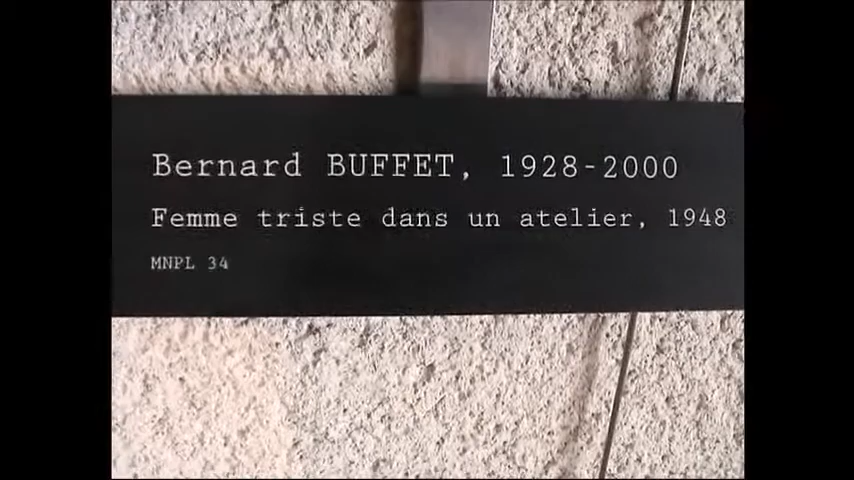 Bernard BUFFET, 1928-2000
Femme triste dans un atelier, 1948
MNPL 34